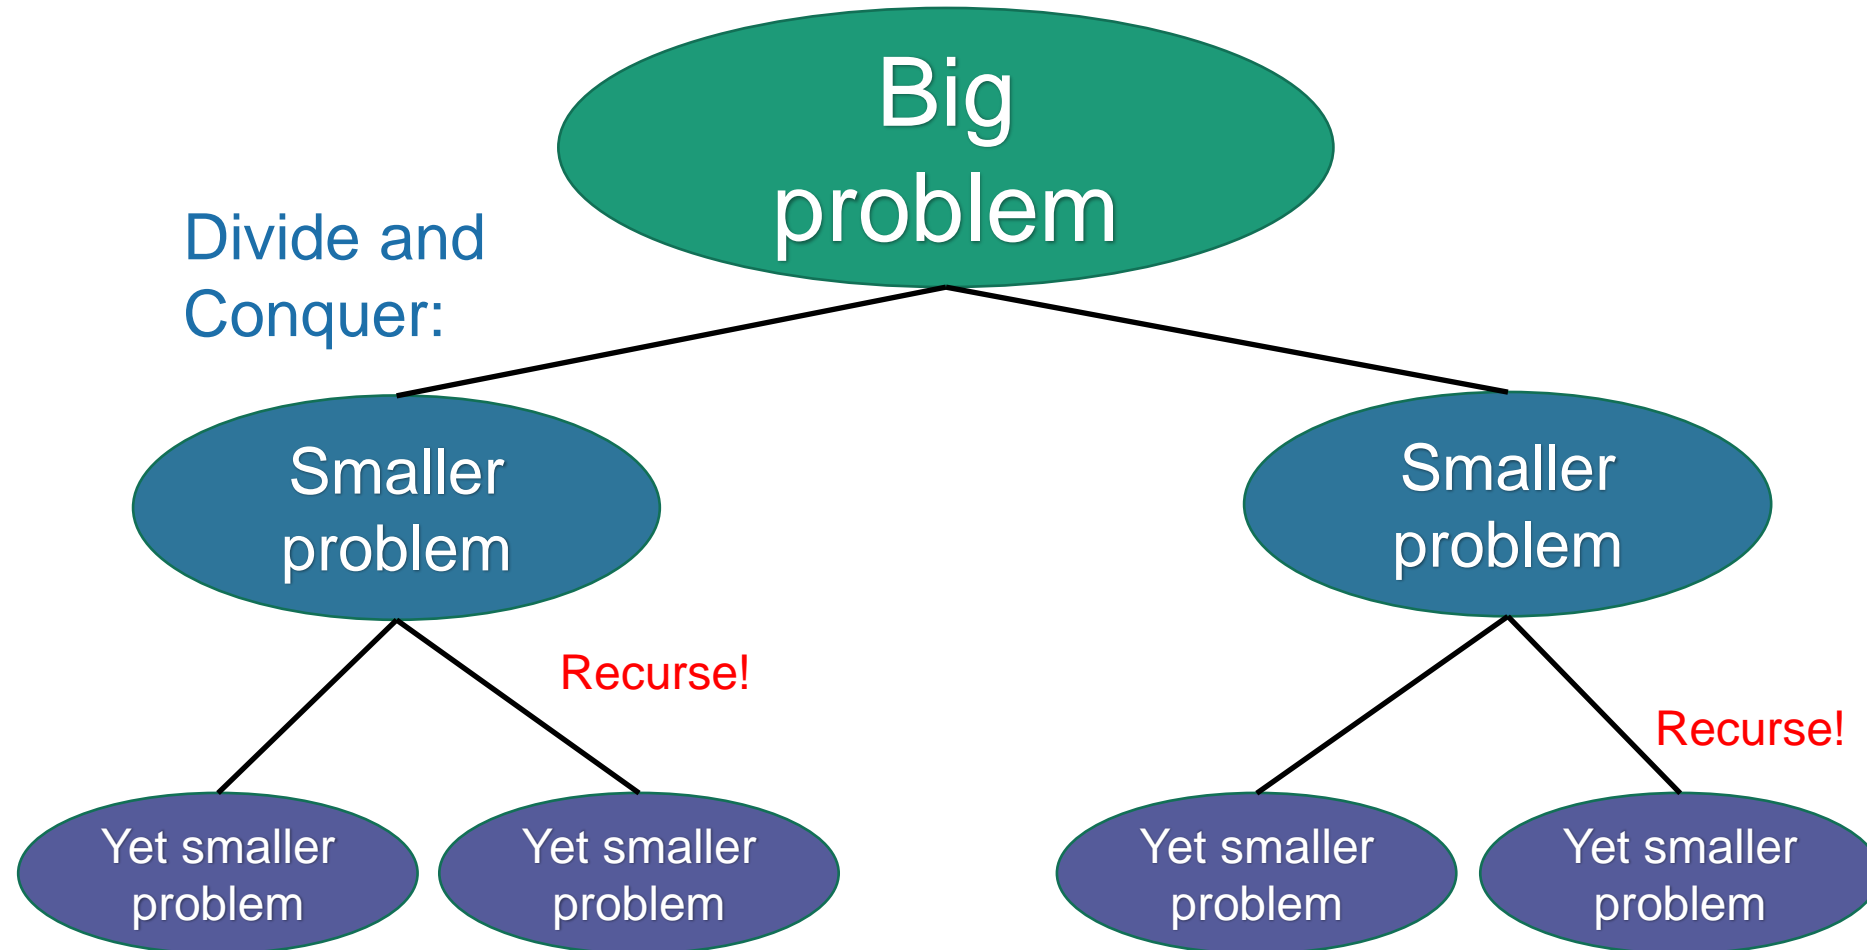 Big
problem
Divide and
Conquer:
Smaller
problem
Smaller
problem
Recurse!
Recurse!
Yet smaller
problem
Yet smaller
problem
Yet smaller
problem
Yet smaller
problem